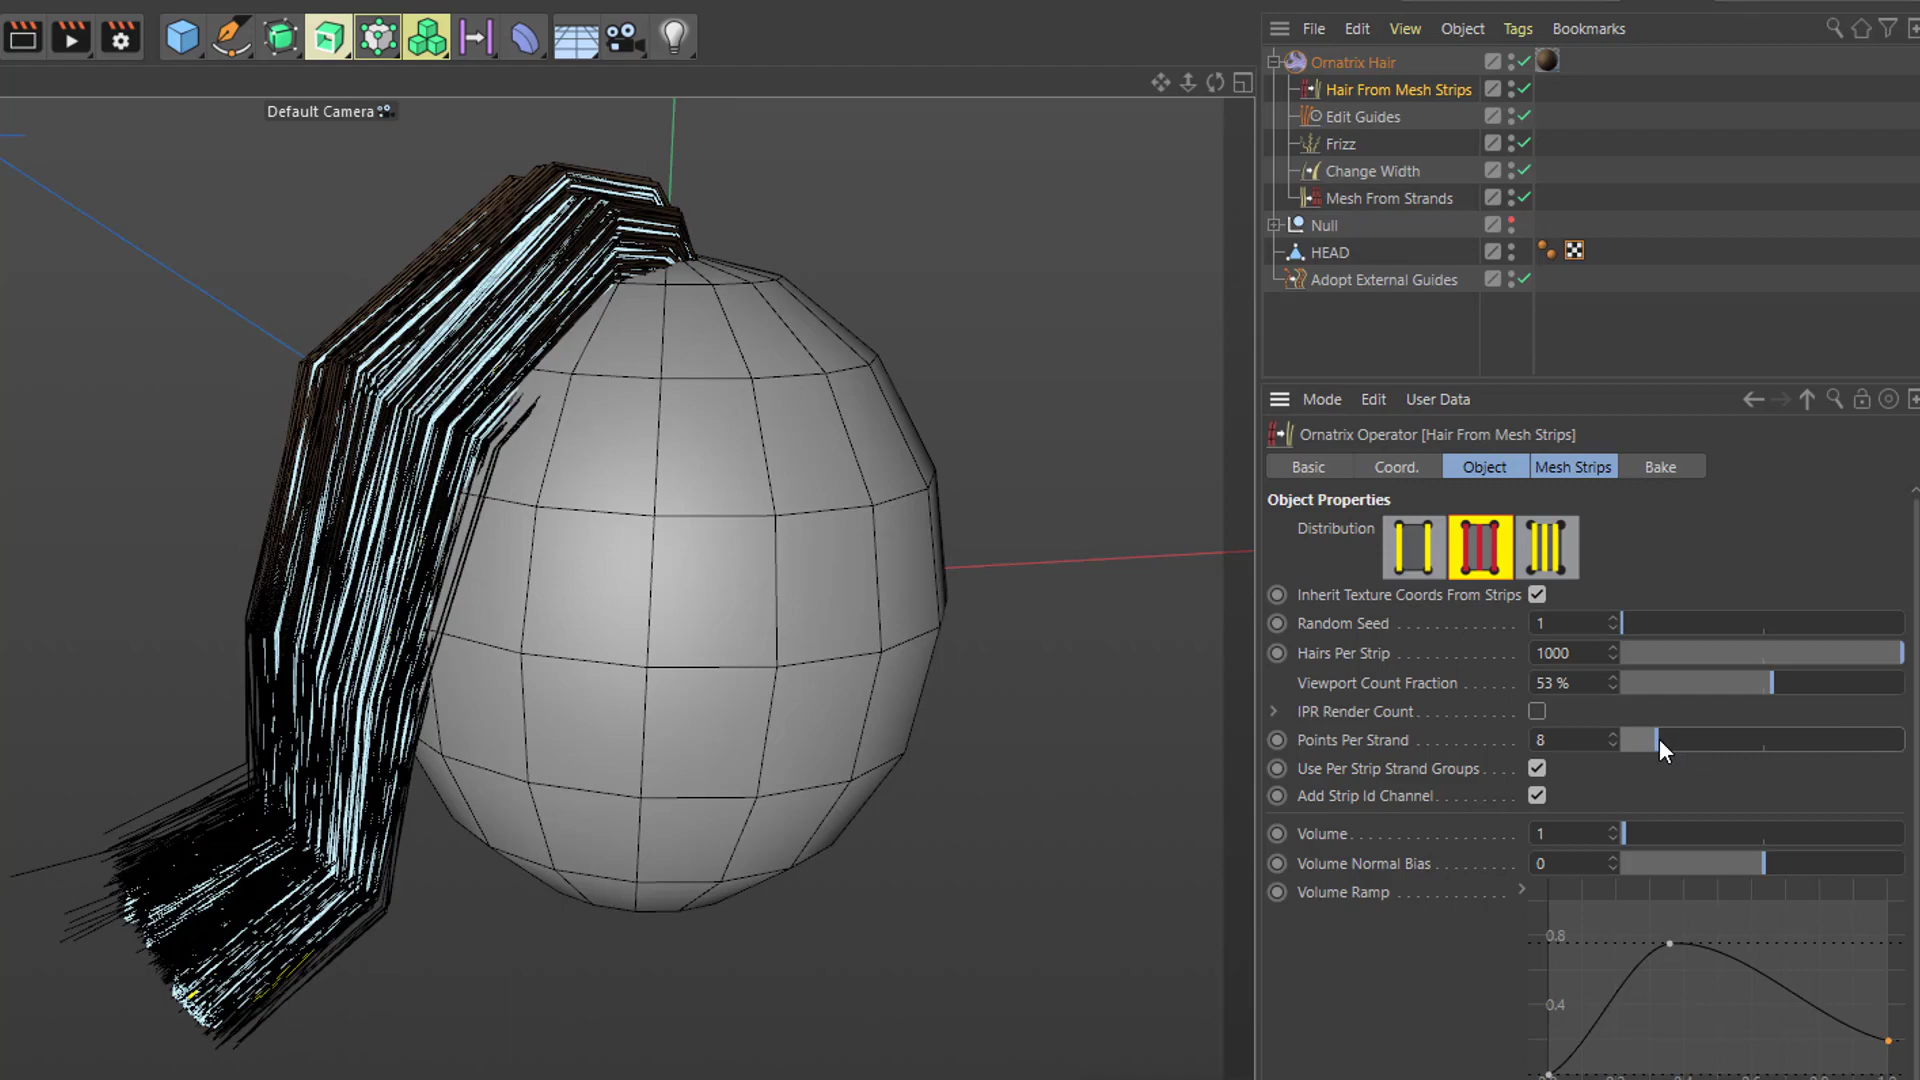 File Edit View Object Tags Bookmarks
Default Camera
Ornatrix Hair
Hair From Mesh Strips
Edit Guides
Frizz
Change Width
Mesh From Strands
Null
HEAD
Adopt External Guides
Mode Edit User Data
Ornatrix Operator [Hair From Mesh Strips]
Basic Coord. Object Mesh Strips Bake
Object Properties
Distribution
Inherit Texture Coords From Strips
Random Seed . . . . . . . . . . . . 1
Hairs Per Strip . . . . . . . . . . . . 1000
Viewport Count Fraction . . . . . . 53 %
IPR Render Count . . . . . . . . . . .
Points Per Strand . . . . . . . . . . . 8
Use Per Strip Strand Groups . . . .
Add Strip Id Channel . . . . . . . . .
Volume . . . . . . . . . . . . . . . . . . 1
Volume Normal Bias . . . . . . . . . 0
Volume Ramp . . . . . . . . . . . . .
0.8
0.4